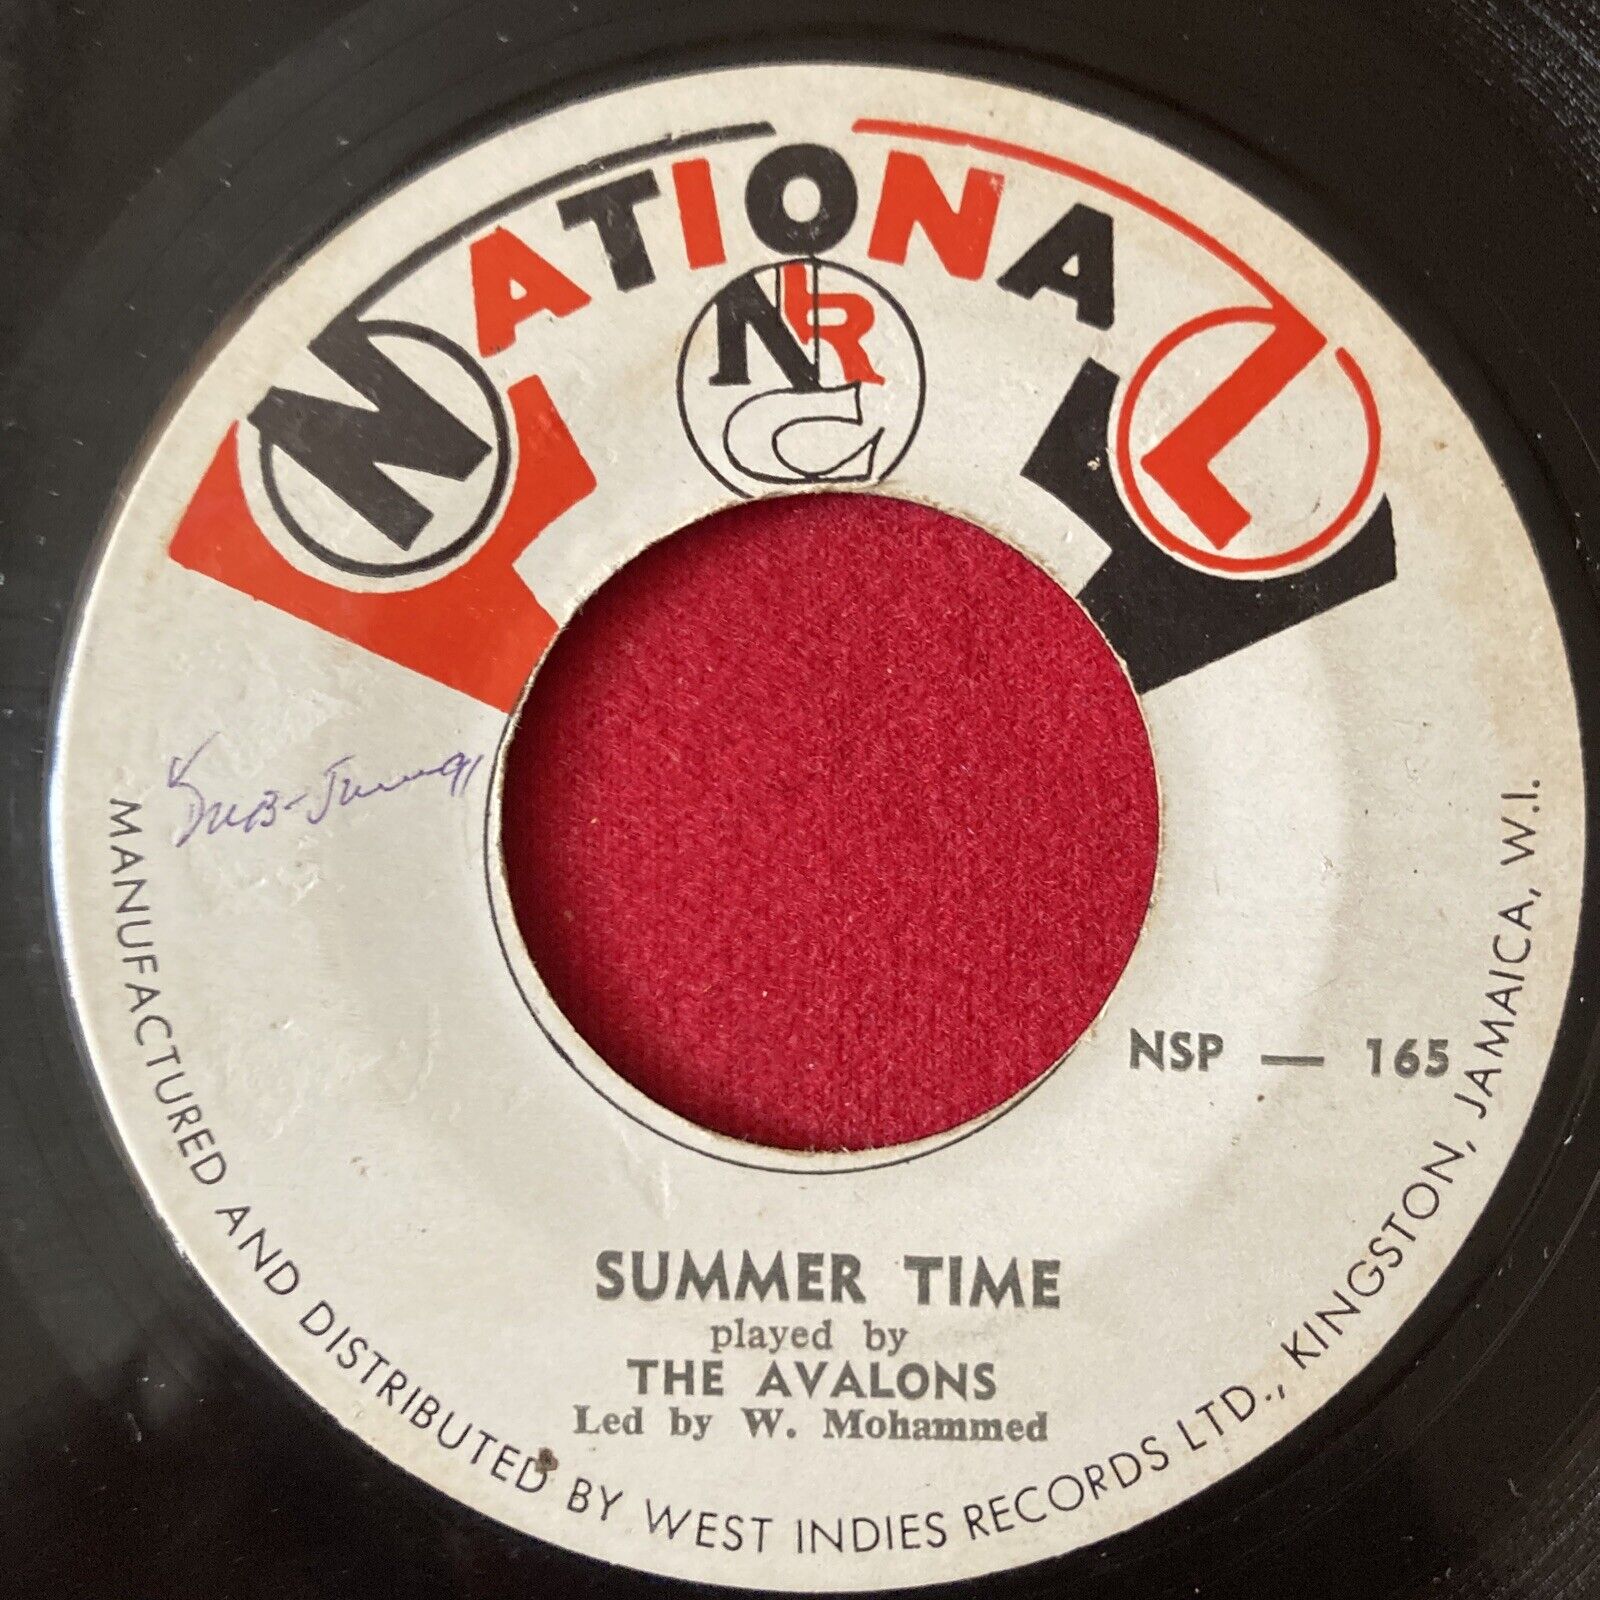 NATIONAL
NRC
NSP — 165
SUMMER TIME
played by
THE AVALONS
Led by W. Mohammed
MANUFACTURED AND DISTRIBUTED BY WEST INDIES RECORDS LTD., KINGSTON, JAMAICA, W.I.